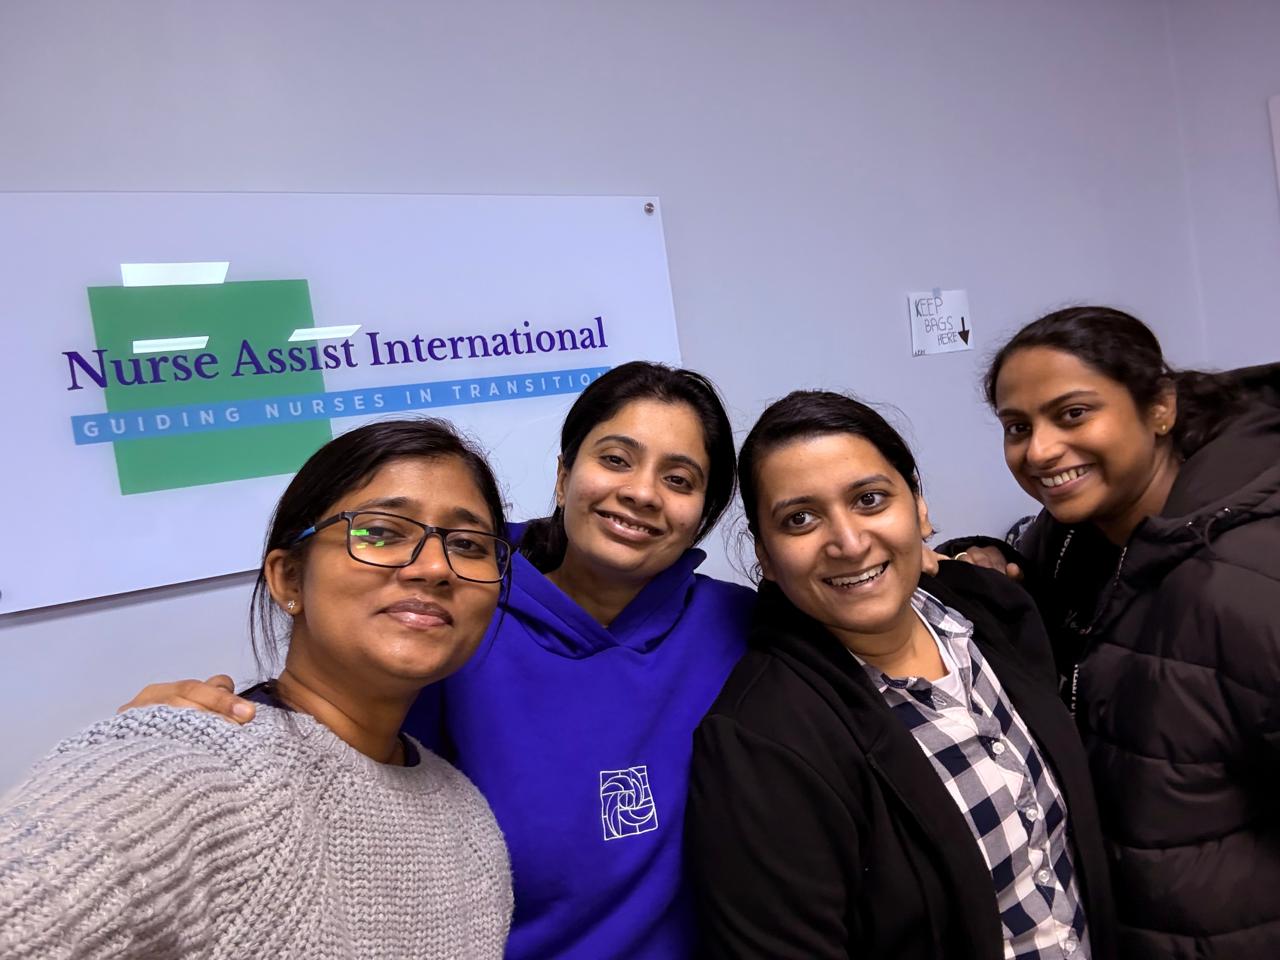 Nurse Assist International
GUIDING NURSES IN TRANSITION
KEEP
BAGS
HERE